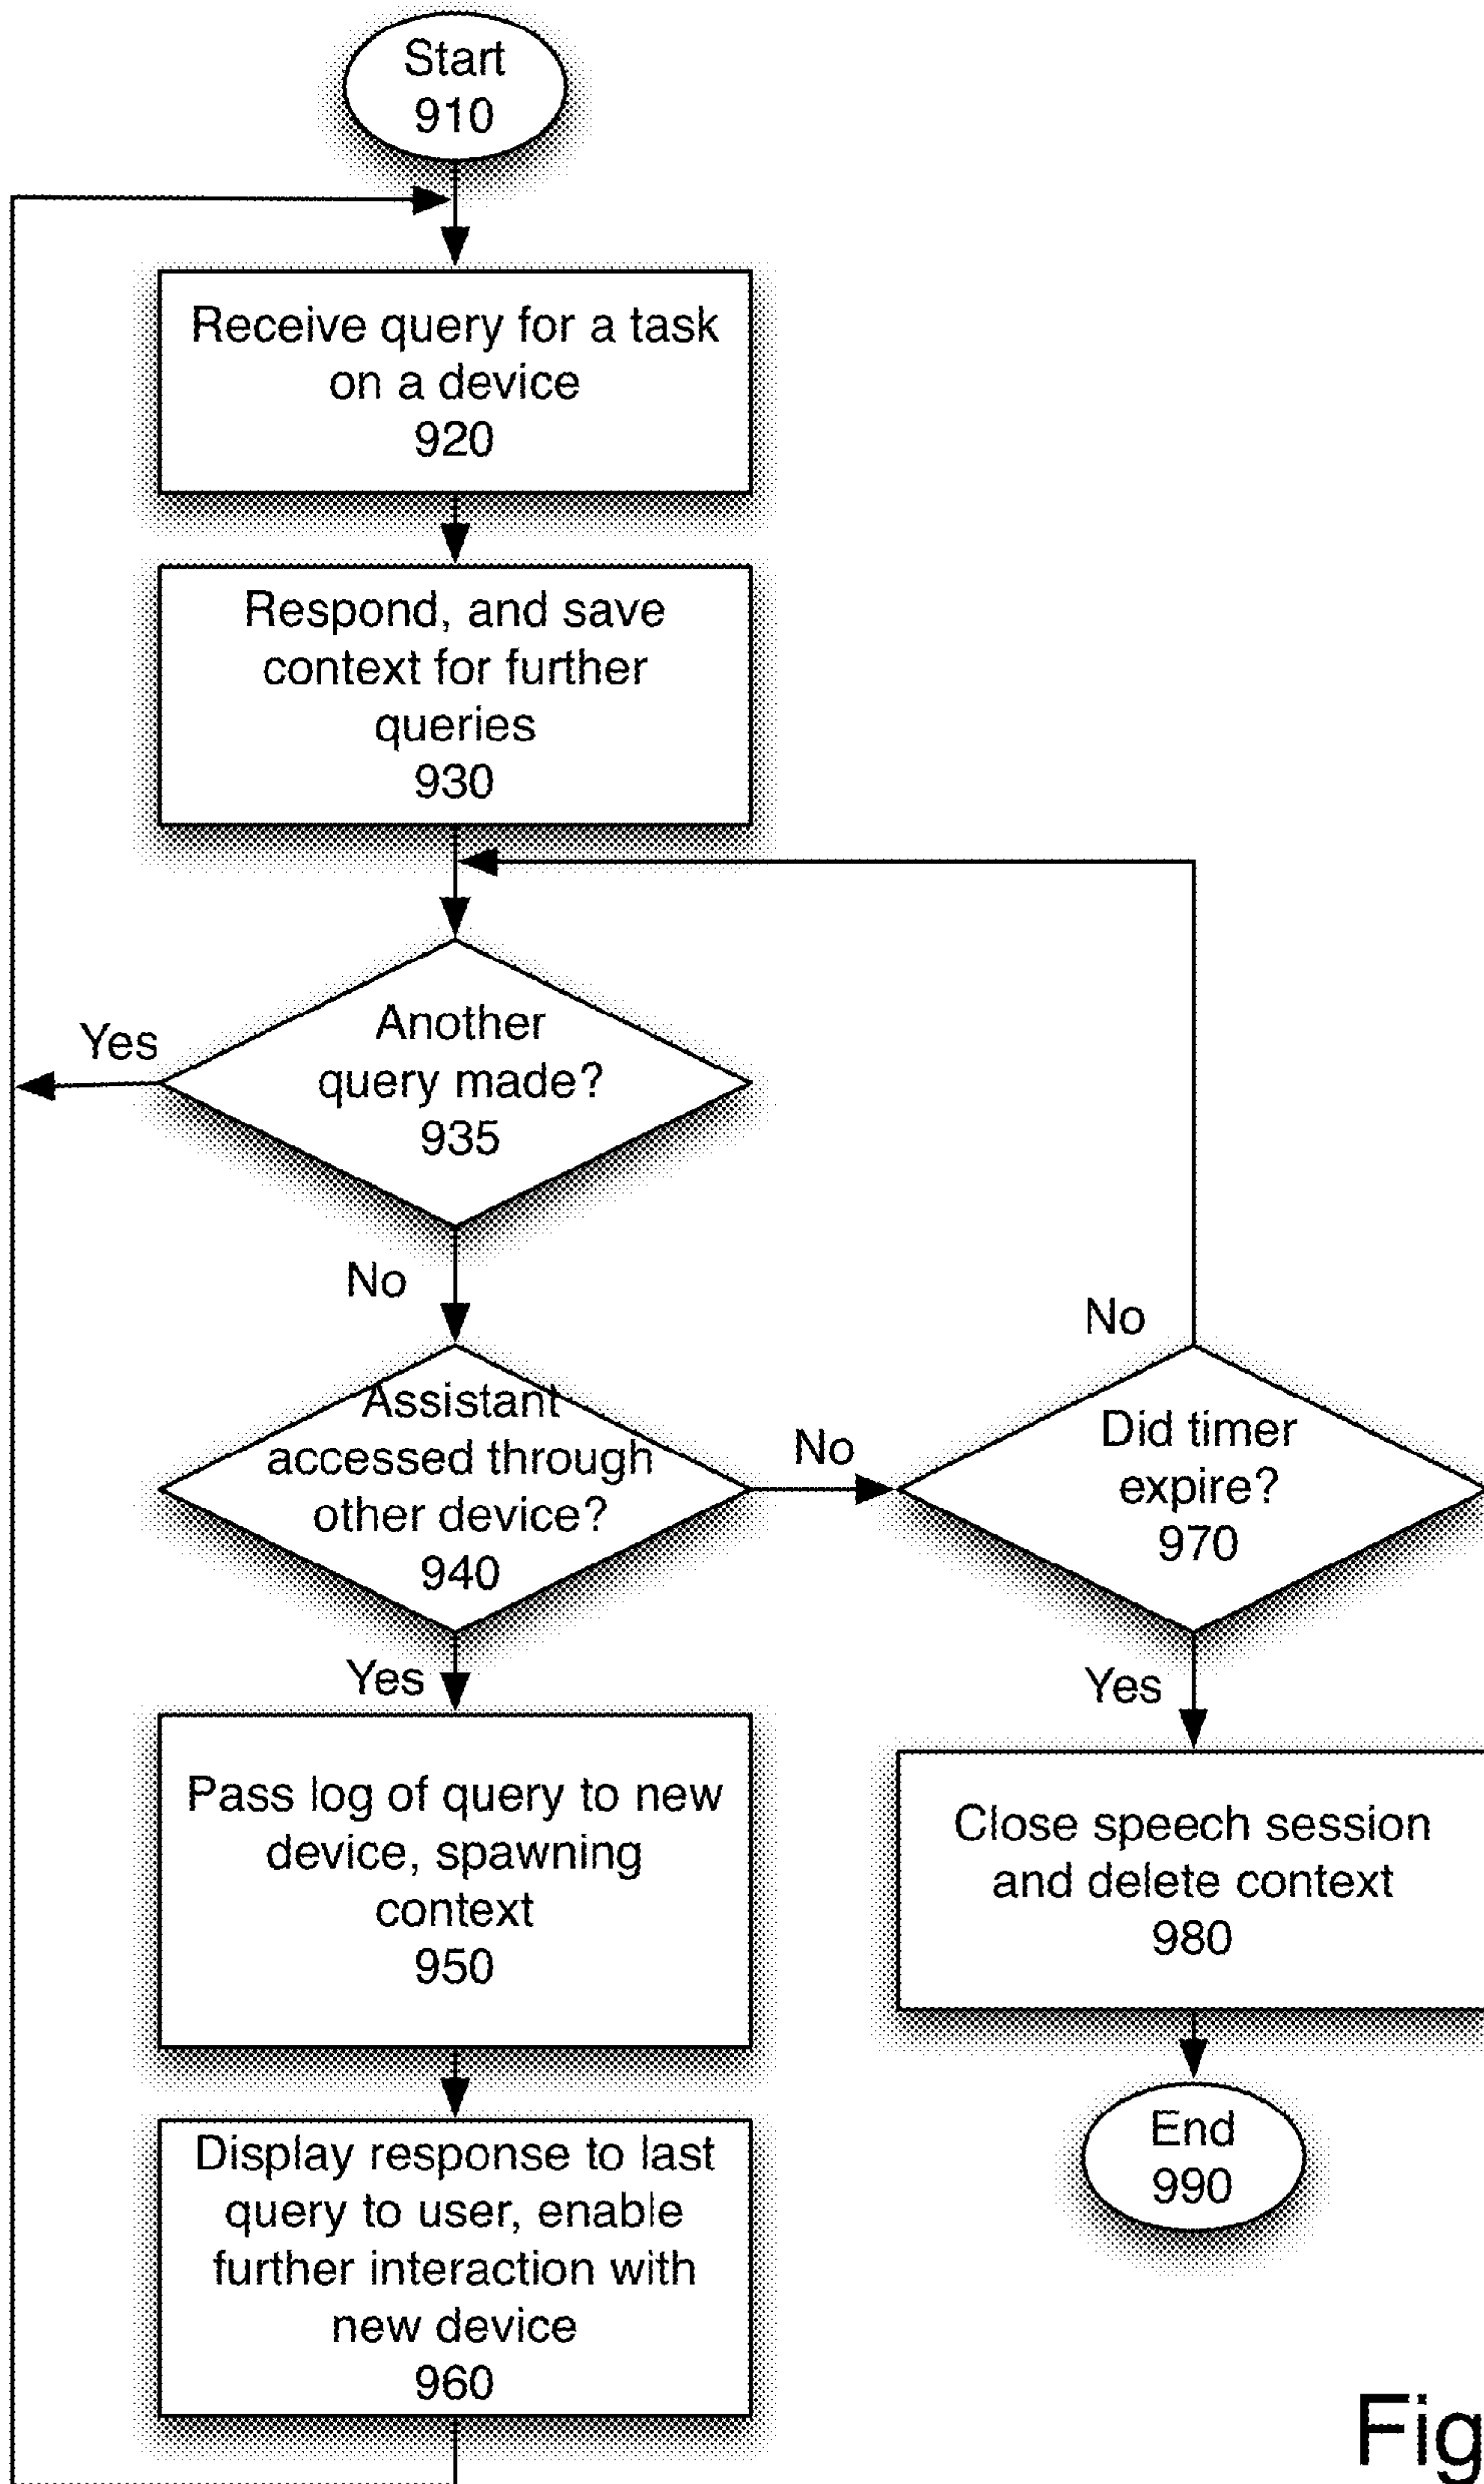 Start
910
Receive query for a task
on a device
920
Respond, and save
context for further
queries
930
Another
query made?
935
Yes
No
Assistant
accessed through
other device?
940
No
No
Did timer
expire?
970
Yes
Yes
Pass log of query to new
device, spawning
context
950
Close speech session
and delete context
980
Display response to last
query to user, enable
further interaction with
new device
960
End
990
Fig